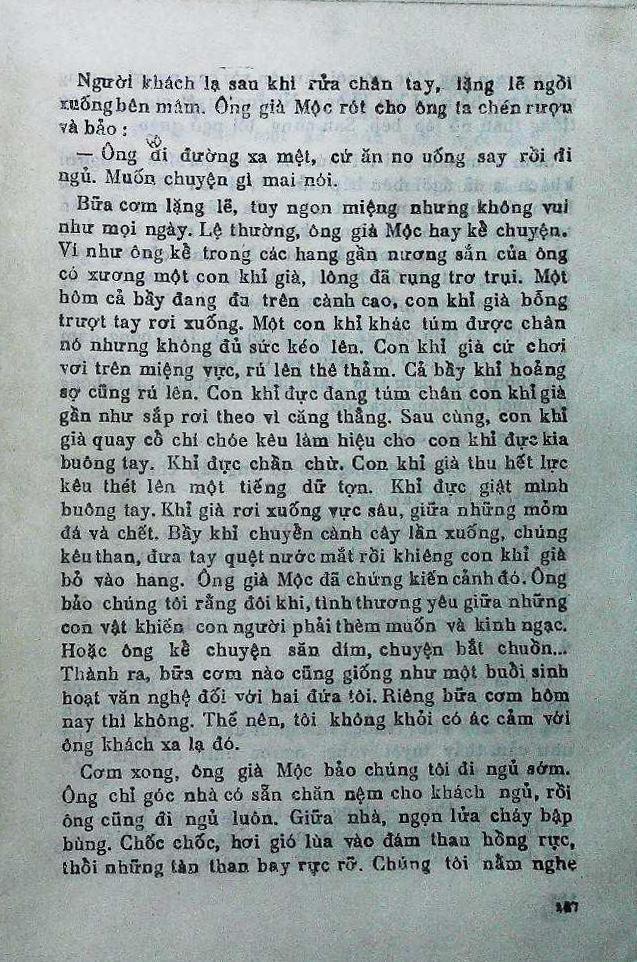 Người khách lạ sau khi rửa chân tay, lặng lẽ ngồi
xuống bên mâm. Ông già Mộc rót cho ông ta chén rượu
và bảo :
— Ông đi đường xa mệt, cứ ăn no uống say rồi đi
ngủ. Muốn chuyện gì mai nói.
Bữa cơm lặng lẽ, tuy ngon miệng nhưng không vui
như mọi ngày. Lệ thường, ông già Mộc hay kể chuyện.
Ví như ông kể trong các hang gần nương sắn của ông
có xương một con khỉ già, lông đã rụng trơ trụi. Một
hôm cả bầy đang đu trên cành cao, con khỉ già bỗng
trượt tay rơi xuống. Một con khỉ khác túm được chân
nó nhưng không đủ sức kéo lên. Con khỉ già cứ chơi
vơi trên miệng vực, rú lên thê thảm. Cả bầy khỉ hoảng
sợ cũng rú lên. Con khỉ đực đang túm chân con khỉ già
gần như sắp rơi theo vì căng thẳng. Sau cùng, con khỉ
già quay cổ chí chóe kêu làm hiệu cho con khỉ đực kia
buông tay. Khỉ đực chần chừ. Con khỉ già thu hết lực
kêu thét lên một tiếng dữ tợn. Khỉ đực giật mình
buông tay. Khỉ già rơi xuống vực sâu, giữa những mỏm
đá và chết. Bầy khỉ chuyền cành cây lần xuống, chúng
kêu than, đưa tay quệt nước mắt rồi khiêng con khỉ già
bỏ vào hang. Ông già Mộc đã chứng kiến cảnh đó. Ông
bảo chúng tôi rằng đôi khi, tình thương yêu giữa những
con vật khiến con người phải thèm muốn và kinh ngạc.
Hoặc ông kể chuyện săn dím, chuyện bắt chuồn...
Thành ra, bữa cơm nào cũng giống như một buổi sinh
hoạt văn nghệ đối với hai đứa tôi. Riêng bữa cơm hôm
nay thì không. Thế nên, tôi không khỏi có ác cảm với
ông khách xa lạ đó.
Cơm xong, ông già Mộc bảo chúng tôi đi ngủ sớm.
Ông chỉ góc nhà có sẵn chăn nệm cho khách ngủ, rồi
ông cũng đi ngủ luôn. Giữa nhà, ngọn lửa cháy bập
bùng. Chốc chốc, hơi gió lùa vào đám than hồng rực,
thổi những tàn than bay rực rỡ. Chúng tôi nằm nghe